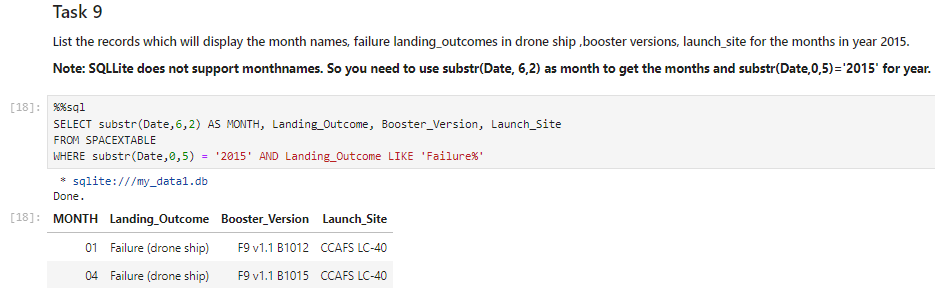 Task 9
List the records which will display the month names, failure landing_outcomes in drone ship ,booster versions, launch_site for the months in year 2015.
Note: SQLLite does not support monthnames. So you need to use substr(Date, 6,2) as month to get the months and substr(Date,0,5)='2015' for year.
[18]: %%sql
SELECT substr(Date,6,2) AS MONTH, Landing_Outcome, Booster_Version, Launch_Site
FROM SPACEXTABLE
WHERE substr(Date,0,5) = '2015' AND Landing_Outcome LIKE 'Failure%'
* sqlite:///my_data1.db
Done.
[18]: MONTH Landing_Outcome Booster_Version Launch_Site
01 Failure (drone ship) F9 v1.1 B1012 CCAFS LC-40
04 Failure (drone ship) F9 v1.1 B1015 CCAFS LC-40